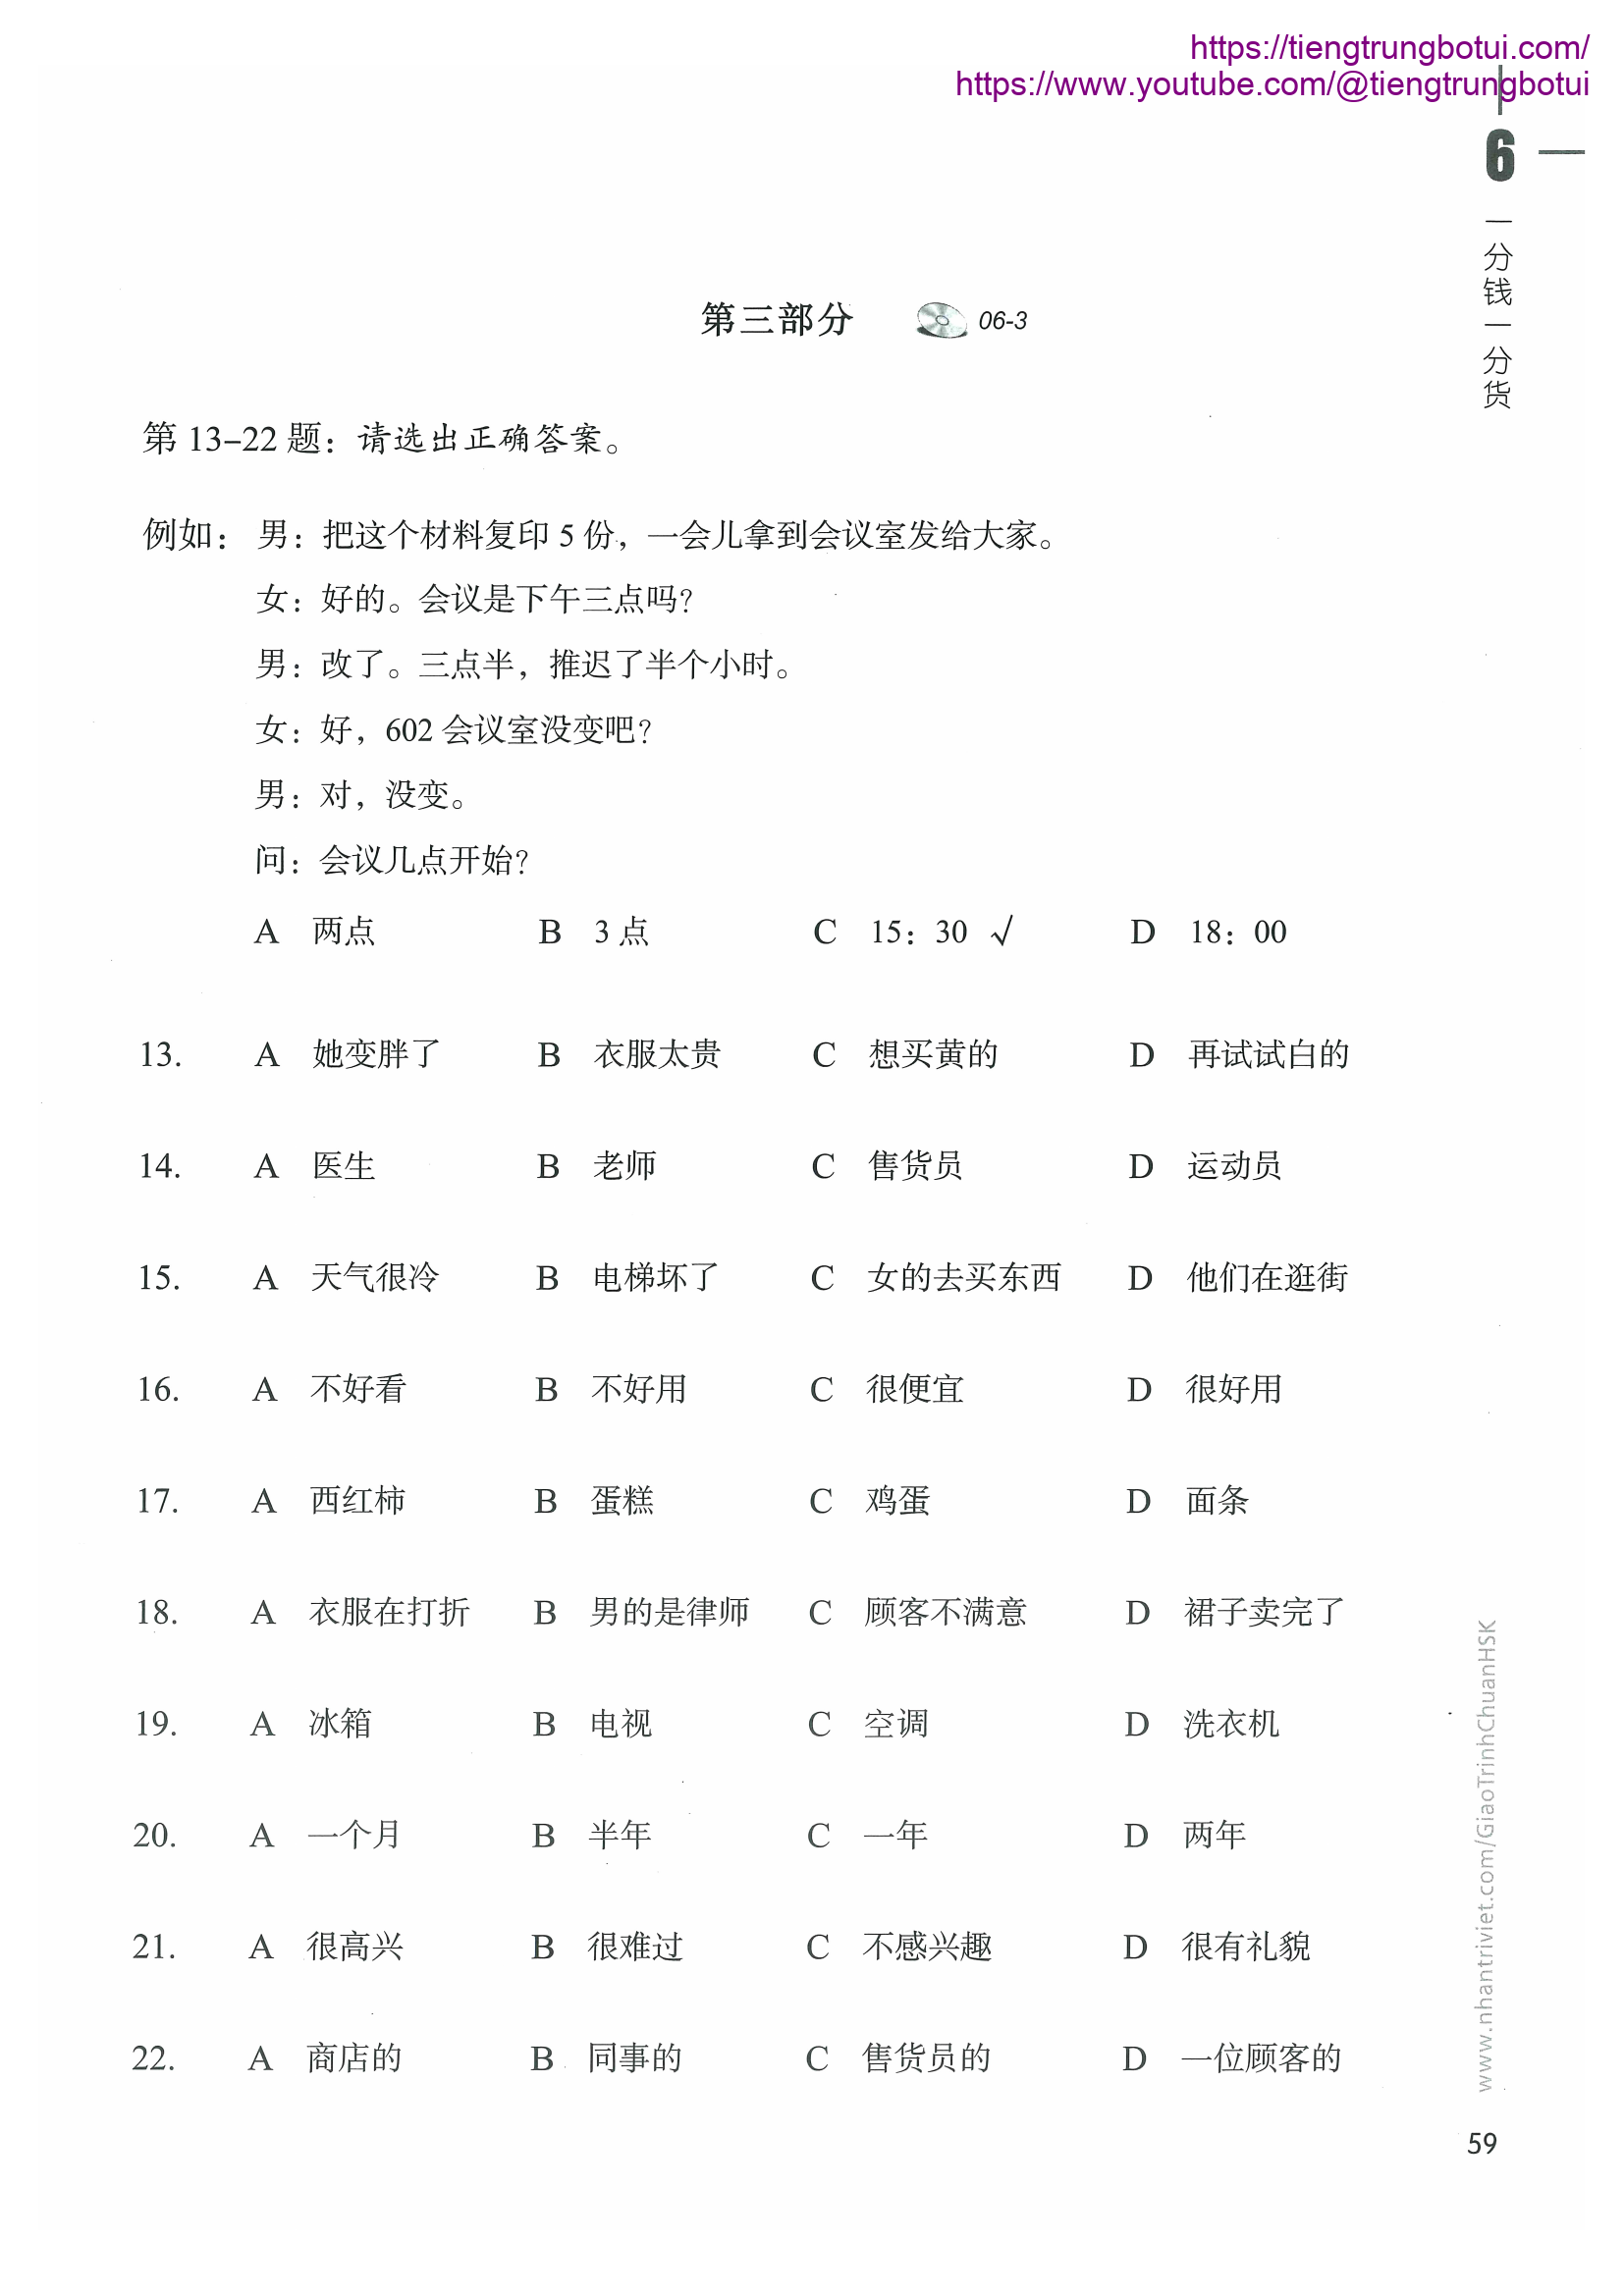 https://tiengtrungbotui.com/
https://www.youtube.com/@tiengtrungbotui
6
一分钱一分货
第三部分 06-3
第 13–22 题：请选出正确答案。
例如： 男：把这个材料复印 5 份，一会儿拿到会议室发给大家。
女：好的。会议是下午三点吗？
男：改了。三点半，推迟了半个小时。
女：好，602 会议室没变吧？
男：对，没变。
问：会议几点开始？
A 两点 B 3 点 C 15：30 √ D 18：00
13. A 她变胖了 B 衣服太贵 C 想买黄的 D 再试试白的
14. A 医生 B 老师 C 售货员 D 运动员
15. A 天气很冷 B 电梯坏了 C 女的去买东西 D 他们在逛街
16. A 不好看 B 不好用 C 很便宜 D 很好用
17. A 西红柿 B 蛋糕 C 鸡蛋 D 面条
18. A 衣服在打折 B 男的是律师 C 顾客不满意 D 裙子卖完了
19. A 冰箱 B 电视 C 空调 D 洗衣机
20. A 一个月 B 半年 C 一年 D 两年
21. A 很高兴 B 很难过 C 不感兴趣 D 很有礼貌
22. A 商店的 B 同事的 C 售货员的 D 一位顾客的
www.nhantriviet.com/GiaoTrinhChuanHSK
59